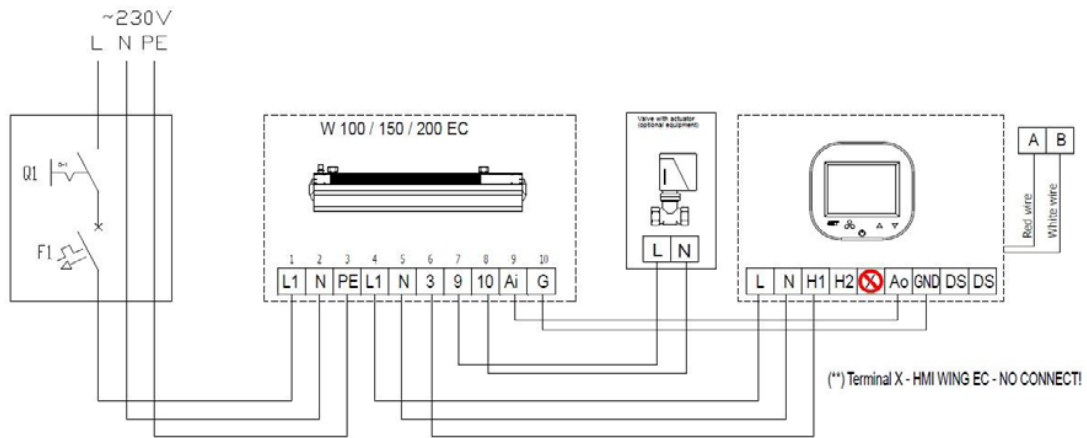 ~230V
L N PE
Q1
F1
W 100 / 150 / 200 EC
1 2 3 4 5 6 7 8 9 10
L1 N PE L1 N 3 9 10 Ai G
Valve with actuator
(optional equipment)
L N
L N H1 H2 X Ao GND DS DS
A B
Red wire
White wire
(**) Terminal X - HMI WING EC - NO CONNECT!